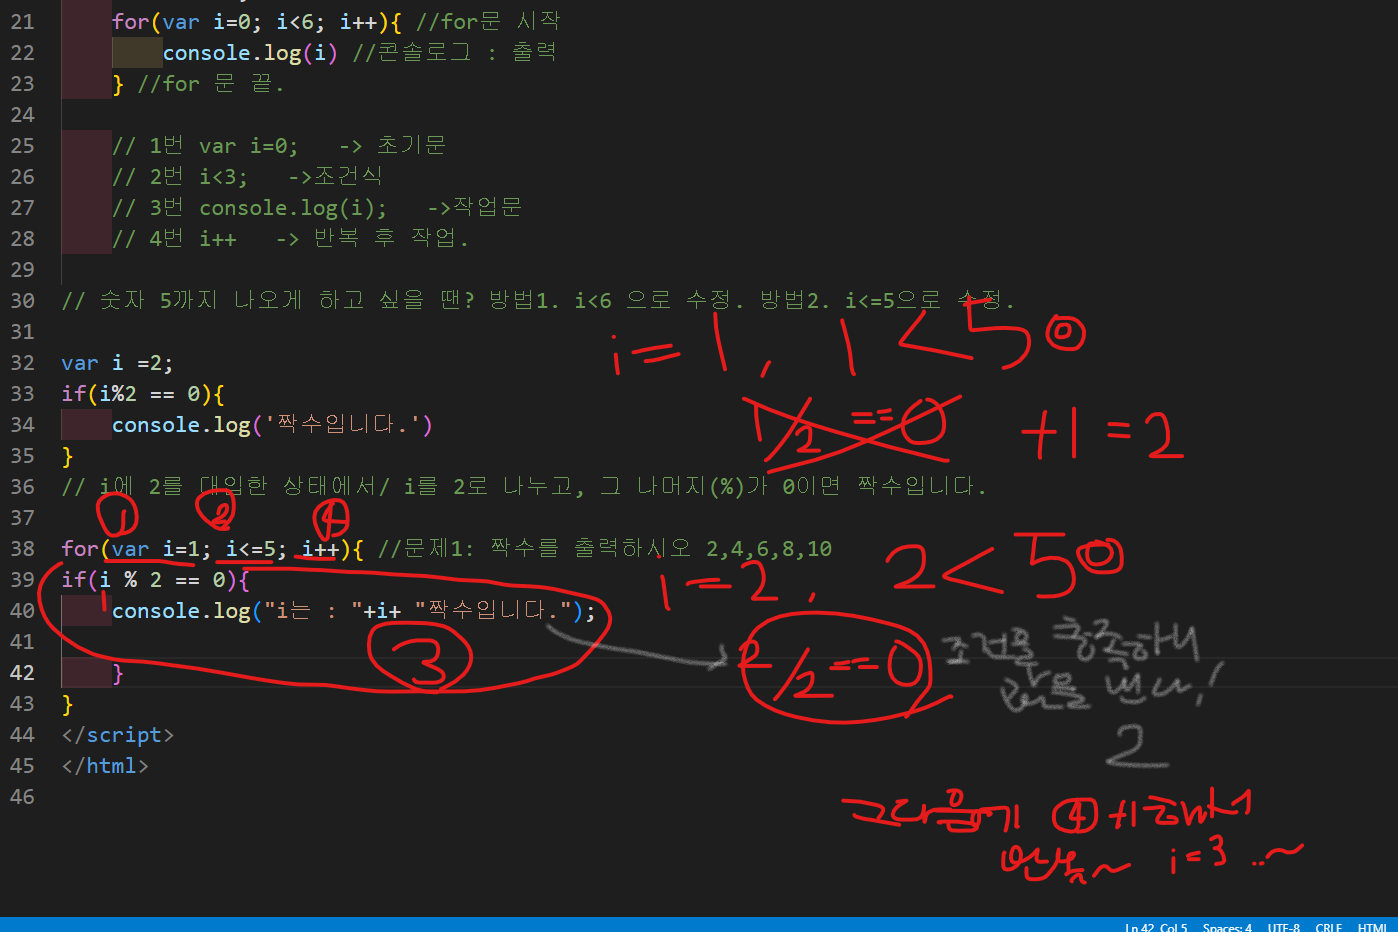 21 for(var i=0; i<6; i++){ //for문 시작
22 console.log(i) //콘솔로그 : 출력
23 } //for 문 끝.
24
25 // 1번 var i=0; -> 초기문
26 // 2번 i<3; ->조건식
27 // 3번 console.log(i); ->작업문
28 // 4번 i++ -> 반복 후 작업.
29
30 // 숫자 5까지 나오게 하고 싶을 땐? 방법1. i<6 으로 수정. 방법2. i<=5으로 수정.
31
i=1, 1<5 ⓞ
32 var i =2;
33 if(i%2 == 0){
34 console.log('짝수입니다.')
1/2 ==0 +1=2
35 }
36 // i에 2를 대입한 상태에서/ i를 2로 나누고, 그 나머지(%)가 0이면 짝수입니다.
37
① ② ④
38 for(var i=1; i<=5; i++){ //문제1: 짝수를 출력하시오 2,4,6,8,10
39 if(i % 2 == 0){
i=2, 2<5 ⓞ
40 console.log("i는 : "+i+ "짝수입니다.");
41
③
2/2 ==0 조건을 충족하니
값을 낸다!
2
42 }
43 }
44 </script>
45 </html>
46
그다음에 ④ +1 해서
반복~ i=3 ..~
Ln 42, Col 5 Spaces: 4 UTF-8 CRLF HTML